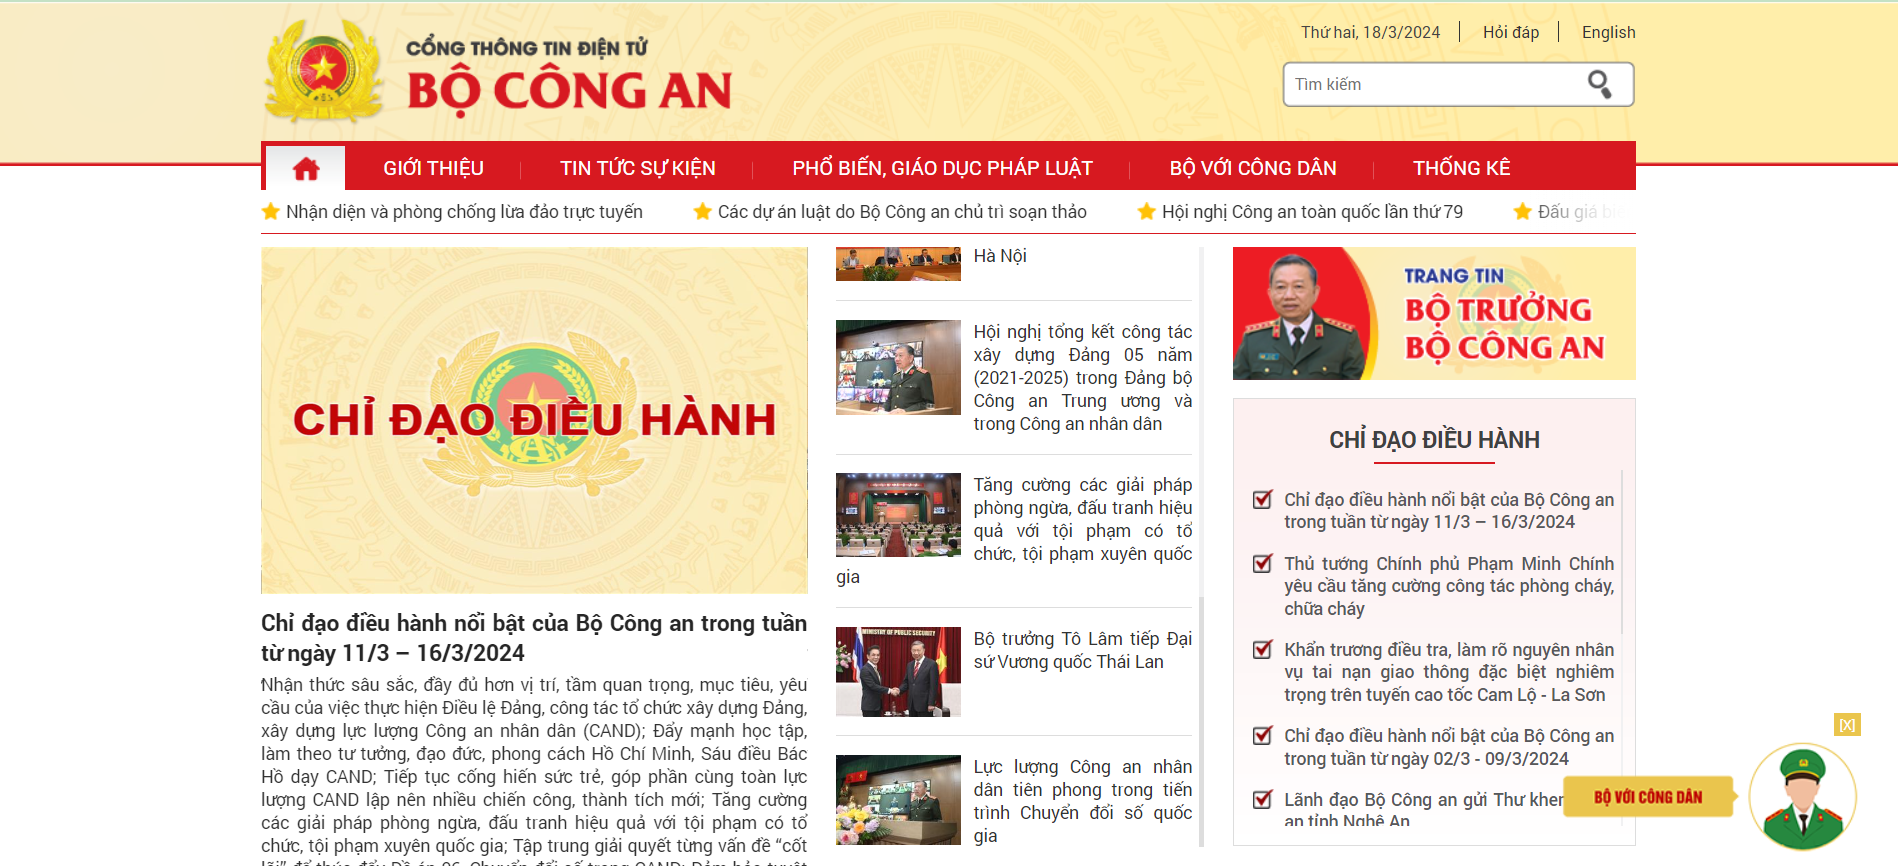 CỔNG THÔNG TIN ĐIỆN TỬ
BỘ CÔNG AN
Thứ hai, 18/3/2024
Hỏi đáp
English
Tìm kiếm
GIỚI THIỆU
TIN TỨC SỰ KIỆN
PHỔ BIẾN, GIÁO DỤC PHÁP LUẬT
BỘ VỚI CÔNG DÂN
THỐNG KÊ
Nhận diện và phòng chống lừa đảo trực tuyến
Các dự án luật do Bộ Công an chủ trì soạn thảo
Hội nghị Công an toàn quốc lần thứ 79
Đấu giá
CHỈ ĐẠO ĐIỀU HÀNH
Chỉ đạo điều hành nổi bật của Bộ Công an trong tuần
từ ngày 11/3 – 16/3/2024
Nhận thức sâu sắc, đầy đủ hơn vị trí, tầm quan trọng, mục tiêu, yêu
cầu của việc thực hiện Điều lệ Đảng, công tác tổ chức xây dựng Đảng,
xây dựng lực lượng Công an nhân dân (CAND); Đẩy mạnh học tập,
làm theo tư tưởng, đạo đức, phong cách Hồ Chí Minh, Sáu điều Bác
Hồ dạy CAND; Tiếp tục cống hiến sức trẻ, góp phần cùng toàn lực
lượng CAND lập nên nhiều chiến công, thành tích mới; Tăng cường
các giải pháp phòng ngừa, đấu tranh hiệu quả với tội phạm có tổ
chức, tội phạm xuyên quốc gia; Tập trung giải quyết từng vấn đề “cốt
Hà Nội
Hội nghị tổng kết công tác
xây dựng Đảng 05 năm
(2021-2025) trong Đảng bộ
Công an Trung ương và
trong Công an nhân dân
Tăng cường các giải pháp
phòng ngừa, đấu tranh hiệu
quả với tội phạm có tổ
chức, tội phạm xuyên quốc
gia
MINISTRY OF PUBLIC SECURITY
Bộ trưởng Tô Lâm tiếp Đại
sứ Vương quốc Thái Lan
Lực lượng Công an nhân
dân tiên phong trong tiến
trình Chuyển đổi số quốc
gia
TRANG TIN
BỘ TRƯỞNG
BỘ CÔNG AN
CHỈ ĐẠO ĐIỀU HÀNH
Chỉ đạo điều hành nổi bật của Bộ Công an
trong tuần từ ngày 11/3 – 16/3/2024
Thủ tướng Chính phủ Phạm Minh Chính
yêu cầu tăng cường công tác phòng cháy,
chữa cháy
Khẩn trương điều tra, làm rõ nguyên nhân
vụ tai nạn giao thông đặc biệt nghiêm
trọng trên tuyến cao tốc Cam Lộ - La Sơn
Chỉ đạo điều hành nổi bật của Bộ Công an
trong tuần từ ngày 02/3 - 09/3/2024
Lãnh đạo Bộ Công an gửi Thư khen
an tỉnh Nghệ An
[X]
BỘ VỚI CÔNG DÂN